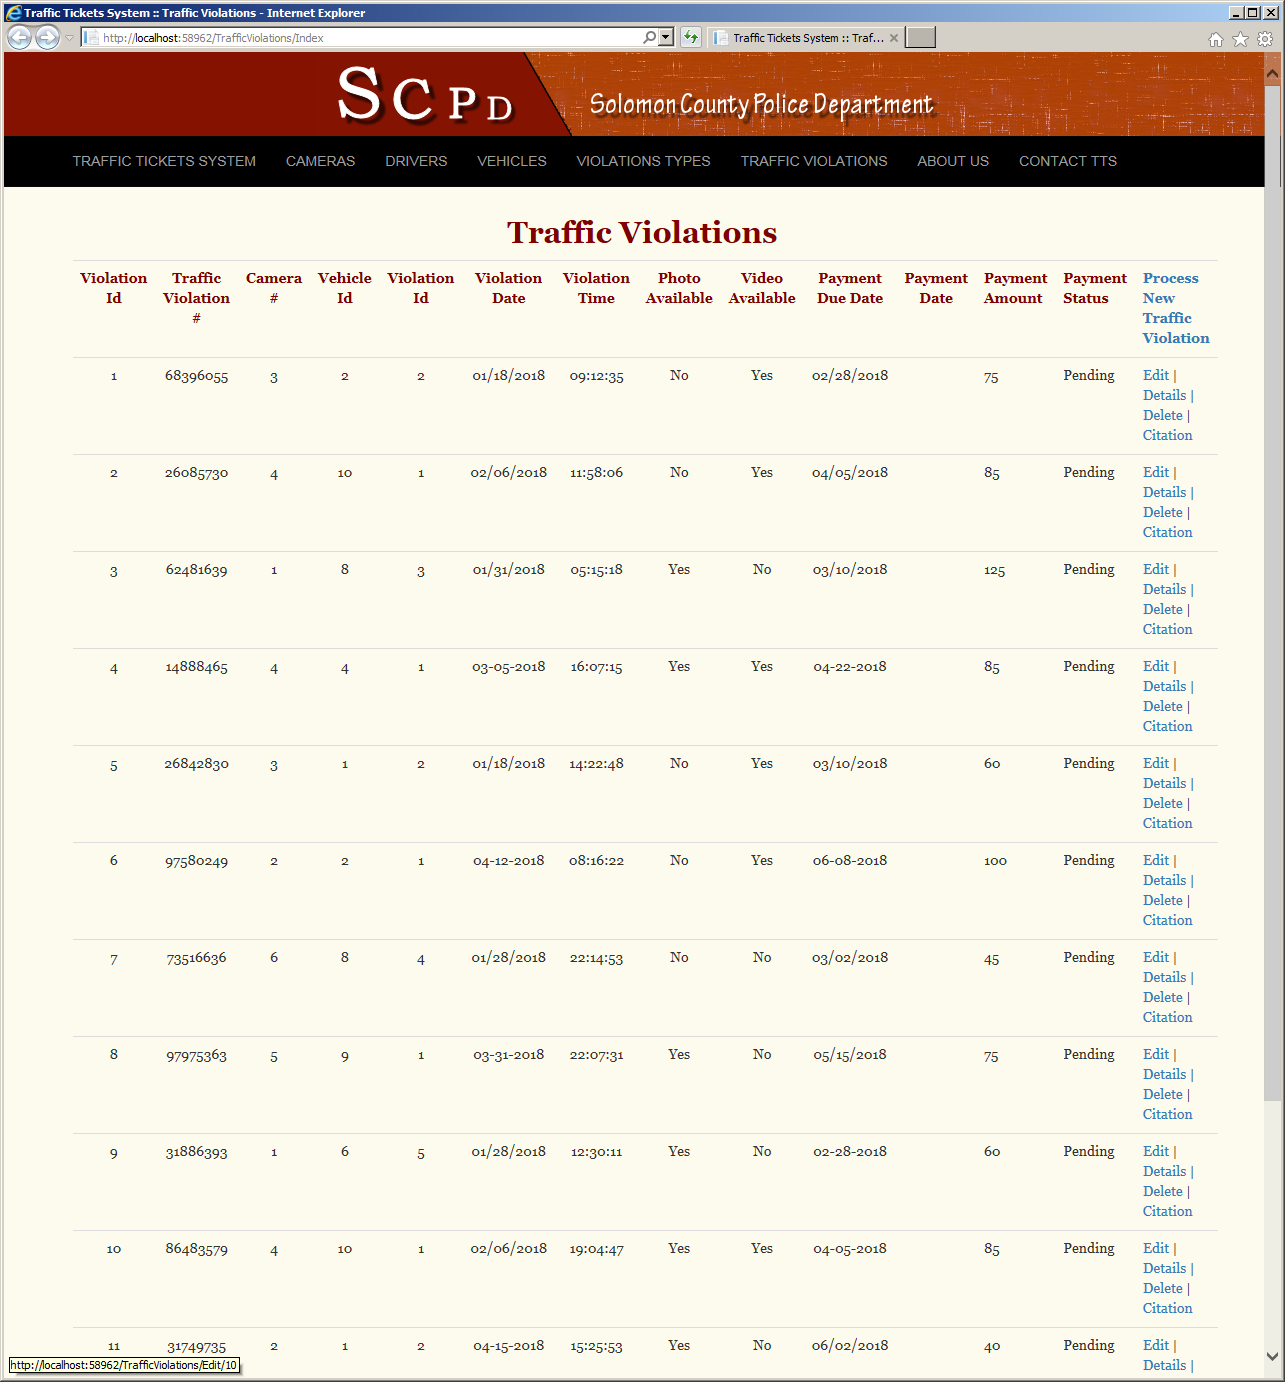 Traffic Tickets System :: Traffic Violations - Internet Explorer
http://localhost:58962/TrafficViolations/Index
Traffic Tickets System :: Traf...
SCPD
Solomon County Police Department
TRAFFIC TICKETS SYSTEM CAMERAS DRIVERS VEHICLES VIOLATIONS TYPES TRAFFIC VIOLATIONS ABOUT US CONTACT TTS
Traffic Violations
Violation Traffic Camera Vehicle Violation Violation Violation Photo Video Payment Payment Payment Payment Process
Id Violation # Id Id Date Time Available Available Due Date Date Amount Status New
# Traffic
Violation
1 68396055 3 2 2 01/18/2018 09:12:35 No Yes 02/28/2018 75 Pending Edit |
Details |
Delete |
Citation
2 26085730 4 10 1 02/06/2018 11:58:06 No Yes 04/05/2018 85 Pending Edit |
Details |
Delete |
Citation
3 62481639 1 8 3 01/31/2018 05:15:18 Yes No 03/10/2018 125 Pending Edit |
Details |
Delete |
Citation
4 14888465 4 4 1 03-05-2018 16:07:15 Yes Yes 04-22-2018 85 Pending Edit |
Details |
Delete |
Citation
5 26842830 3 1 2 01/18/2018 14:22:48 No Yes 03/10/2018 60 Pending Edit |
Details |
Delete |
Citation
6 97580249 2 2 1 04-12-2018 08:16:22 No Yes 06-08-2018 100 Pending Edit |
Details |
Delete |
Citation
7 73516636 6 8 4 01/28/2018 22:14:53 No No 03/02/2018 45 Pending Edit |
Details |
Delete |
Citation
8 97975363 5 9 1 03-31-2018 22:07:31 Yes No 05/15/2018 75 Pending Edit |
Details |
Delete |
Citation
9 31886393 1 6 5 01/28/2018 12:30:11 Yes No 02-28-2018 60 Pending Edit |
Details |
Delete |
Citation
10 86483579 4 10 1 02/06/2018 19:04:47 Yes Yes 04-05-2018 85 Pending Edit |
Details |
Delete |
Citation
11 31749735 2 1 2 04-15-2018 15:25:53 Yes No 06/02/2018 40 Pending Edit |
Details |
http://localhost:58962/TrafficViolations/Edit/10